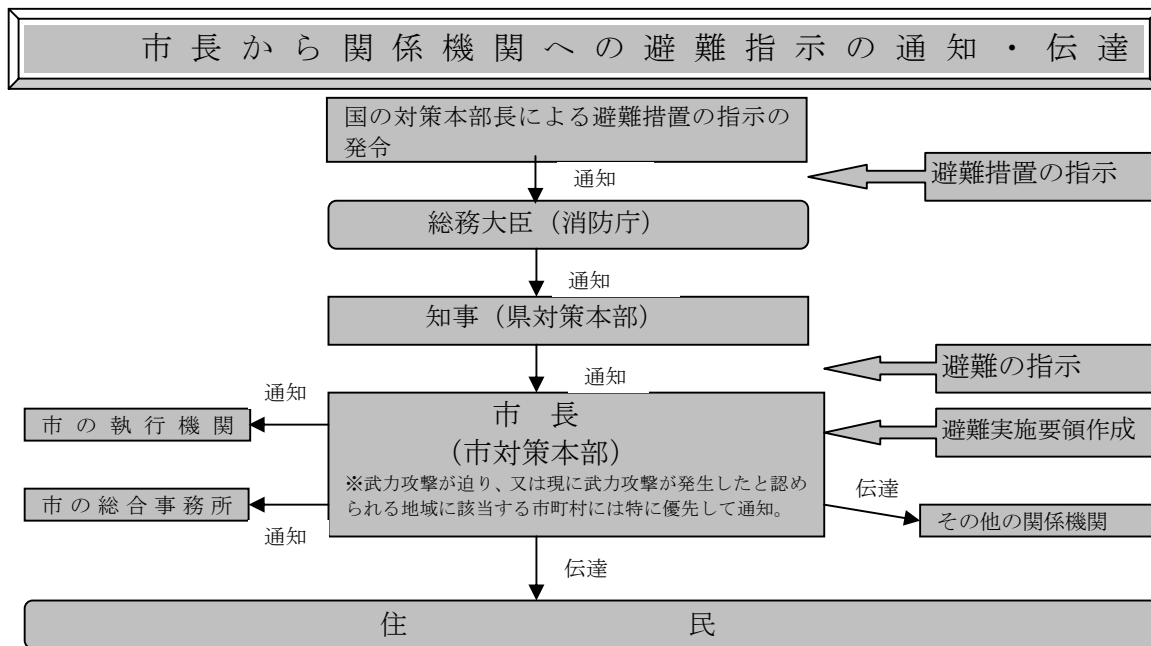 市長から関係機関への避難指示の通知・伝達
国の対策本部長による避難措置の指示の
発令
通知
避難措置の指示
総務大臣（消防庁）
通知
知事（県対策本部）
通知
避難の指示
通知
市の執行機関
市　長
（市対策本部）
※武力攻撃が迫り、又は現に武力攻撃が発生したと認め
られる地域に該当する市町村には特に優先して通知。
避難実施要領作成
市の総合事務所
通知
伝達
その他の関係機関
伝達
住　民